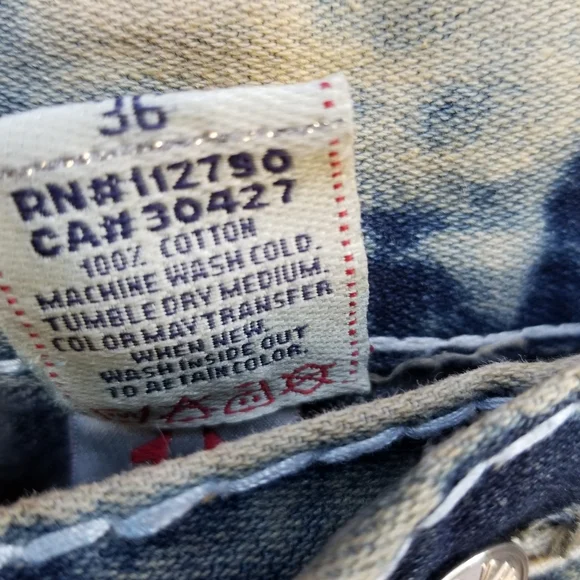 36
RN#112790
CA#30427
100% COTTON
MACHINE WASH COLD.
TUMBLE DRY MEDIUM.
COLOR MAY TRANSFER
WHEN NEW.
WASH INSIDE OUT
TO RETAIN COLOR.